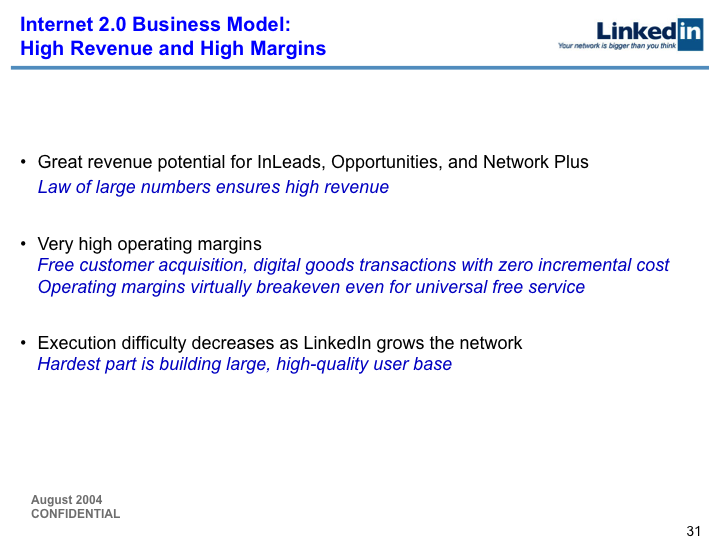 Internet 2.0 Business Model:
High Revenue and High Margins
Linkedin
Your network is bigger than you think
• Great revenue potential for InLeads, Opportunities, and Network Plus
Law of large numbers ensures high revenue
• Very high operating margins
Free customer acquisition, digital goods transactions with zero incremental cost
Operating margins virtually breakeven even for universal free service
• Execution difficulty decreases as LinkedIn grows the network
Hardest part is building large, high-quality user base
August 2004
CONFIDENTIAL
31